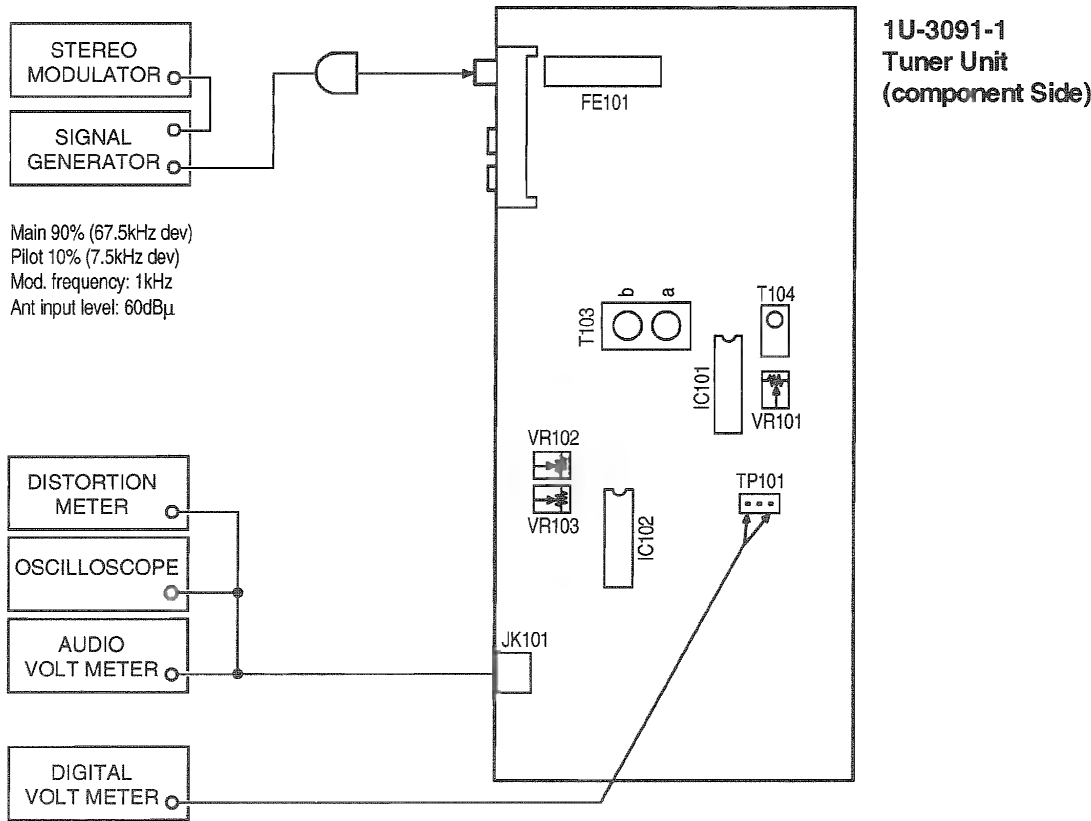 STEREO
MODULATOR
SIGNAL
GENERATOR
Main 90% (67.5kHz dev)
Pilot 10% (7.5kHz dev)
Mod. frequency: 1kHz
Ant input level: 60dBµ
DISTORTION
METER
OSCILLOSCOPE
AUDIO
VOLT METER
DIGITAL
VOLT METER
FE101
T103
b
a
T104
IC101
VR101
VR102
VR103
IC102
TP101
JK101
1U-3091-1
Tuner Unit
(component Side)